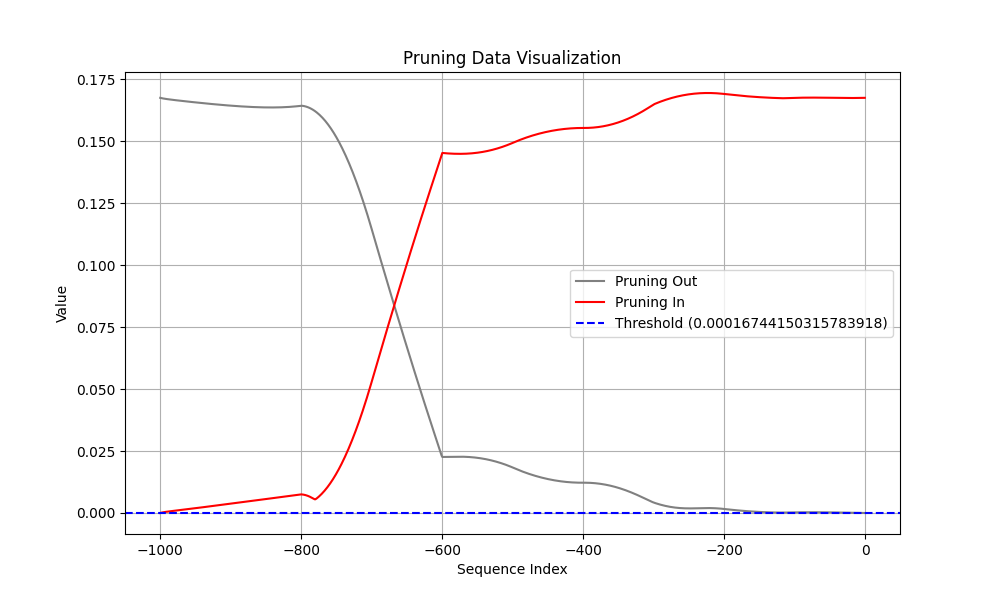 Pruning Data Visualization
0.175
0.150
0.125
0.100
0.075
0.050
0.025
0.000
Value
Pruning Out
Pruning In
Threshold (0.00016744150315783918)
−1000 −800 −600 −400 −200 0
Sequence Index